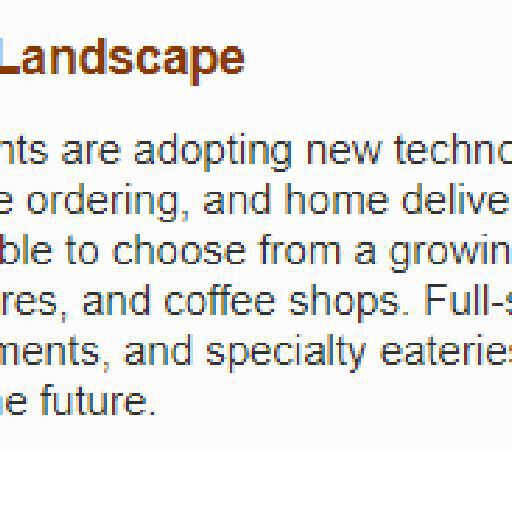 Landscape
nts are adopting new techno
e ordering, and home delive
ble to choose from a growin
res, and coffee shops. Full-s
ments, and specialty eaterie
e future.